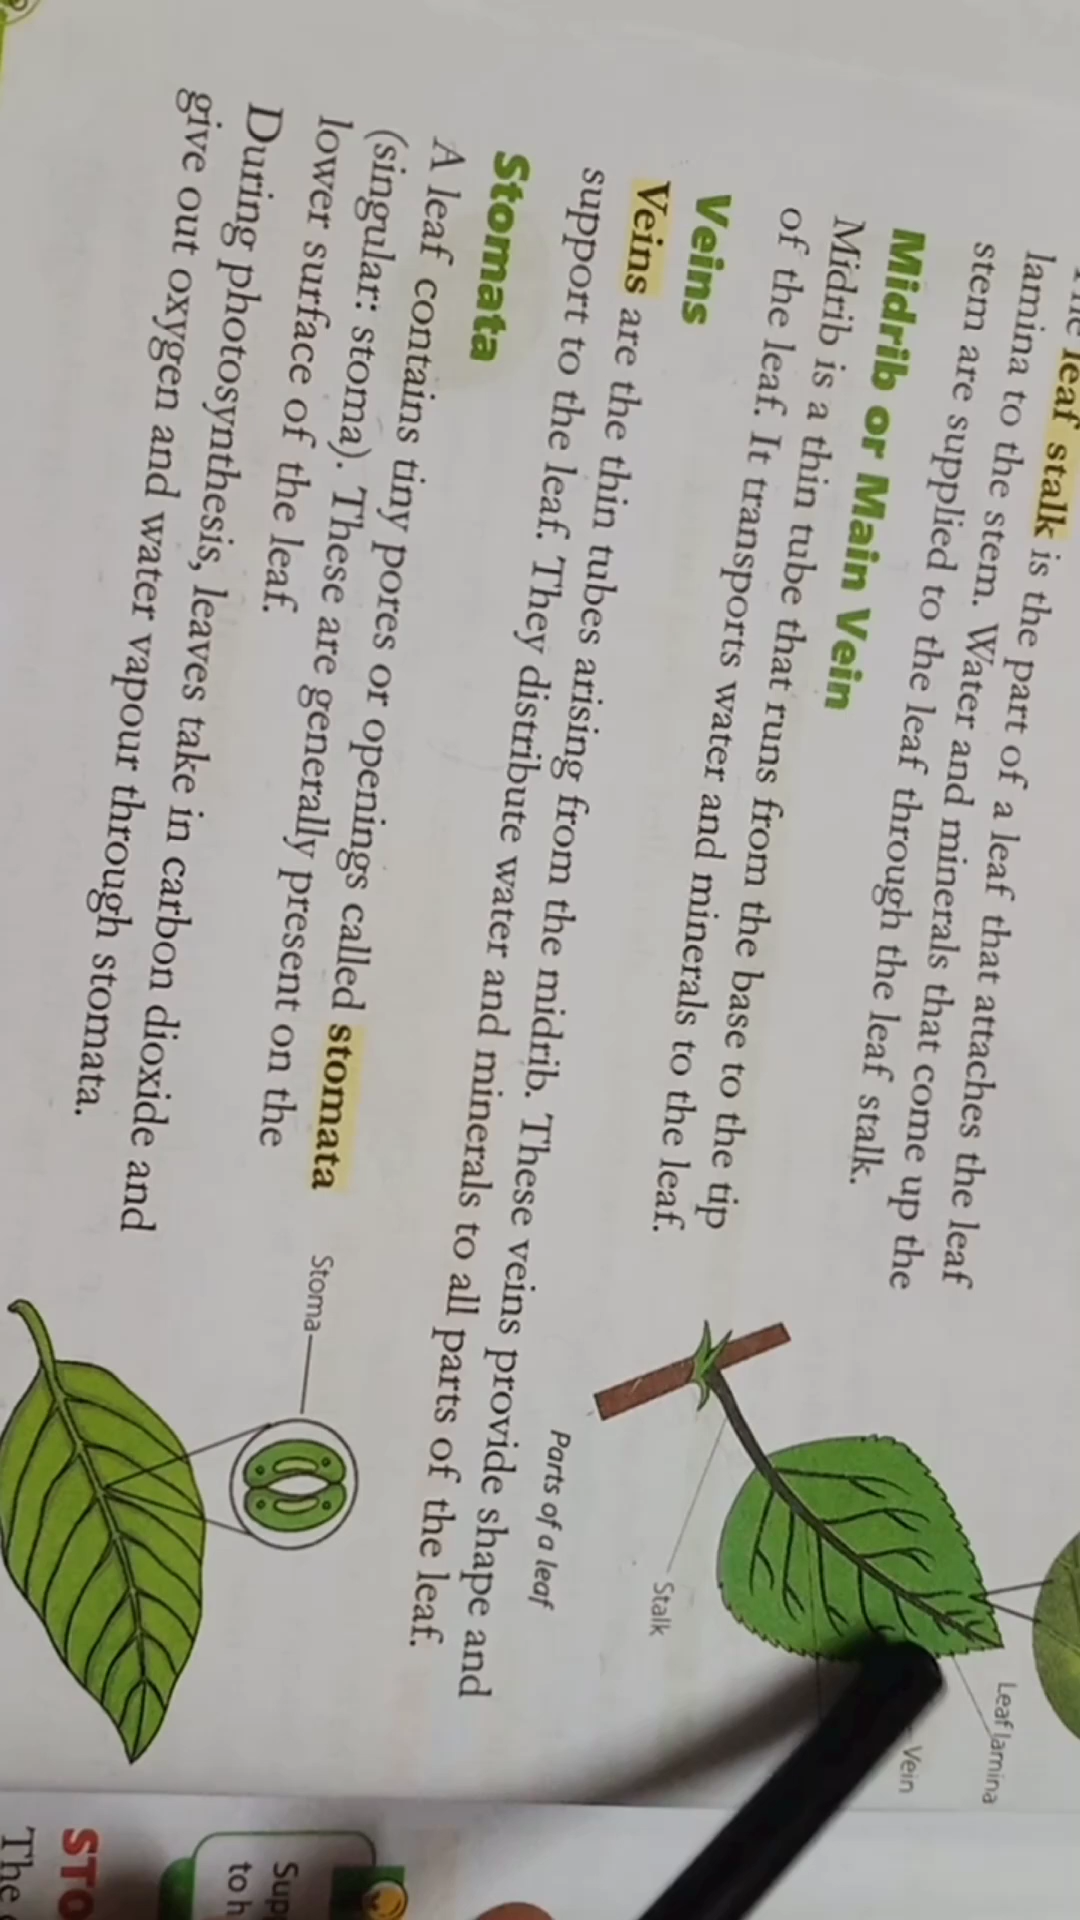 leaf stalk is the part of a leaf that attaches the leaf
lamina to the stem. Water and minerals that come up the
stem are supplied to the leaf through the leaf stalk.
Midrib or Main Vein
Midrib is a thin tube that runs from the base to the tip
of the leaf. It transports water and minerals to the leaf.
Veins
Veins are the thin tubes arising from the midrib. These veins provide shape and
support to the leaf. They distribute water and minerals to all parts of the leaf.
Stomata
A leaf contains tiny pores or openings called stomata
(singular: stoma). These are generally present on the
lower surface of the leaf.
During photosynthesis, leaves take in carbon dioxide and
give out oxygen and water vapour through stomata.
Leaf lamina
Vein
Stalk
Parts of a leaf
Stoma
Sup
to h
STO
The